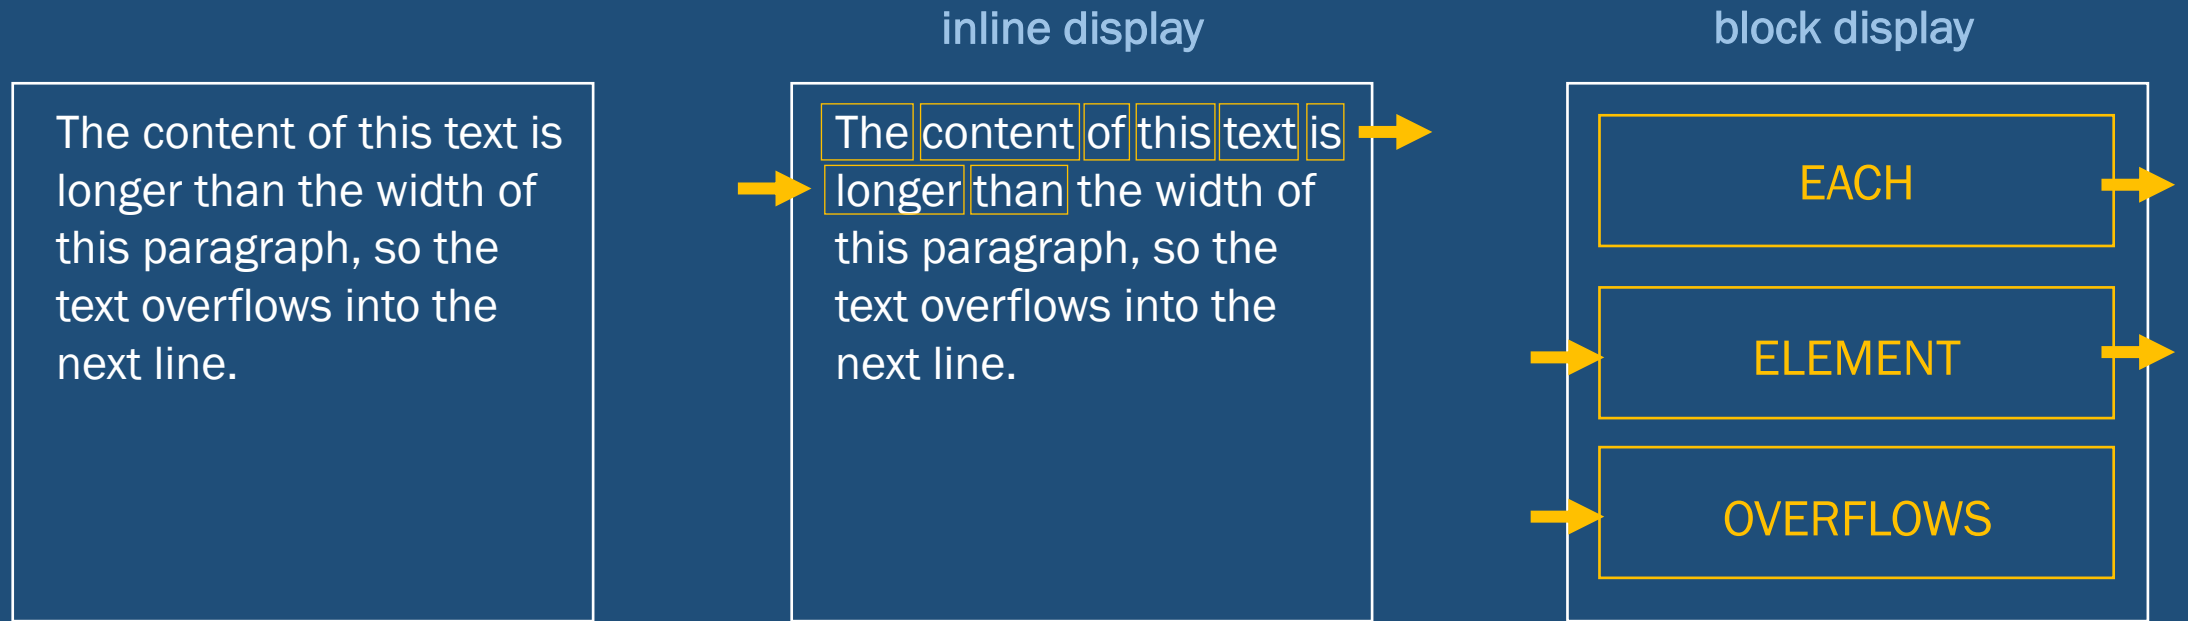 The content of this text is
longer than the width of
this paragraph, so the
text overflows into the
next line.
inline display
The content of this text is
longer than the width of
this paragraph, so the
text overflows into the
next line.
block display
EACH
ELEMENT
OVERFLOWS